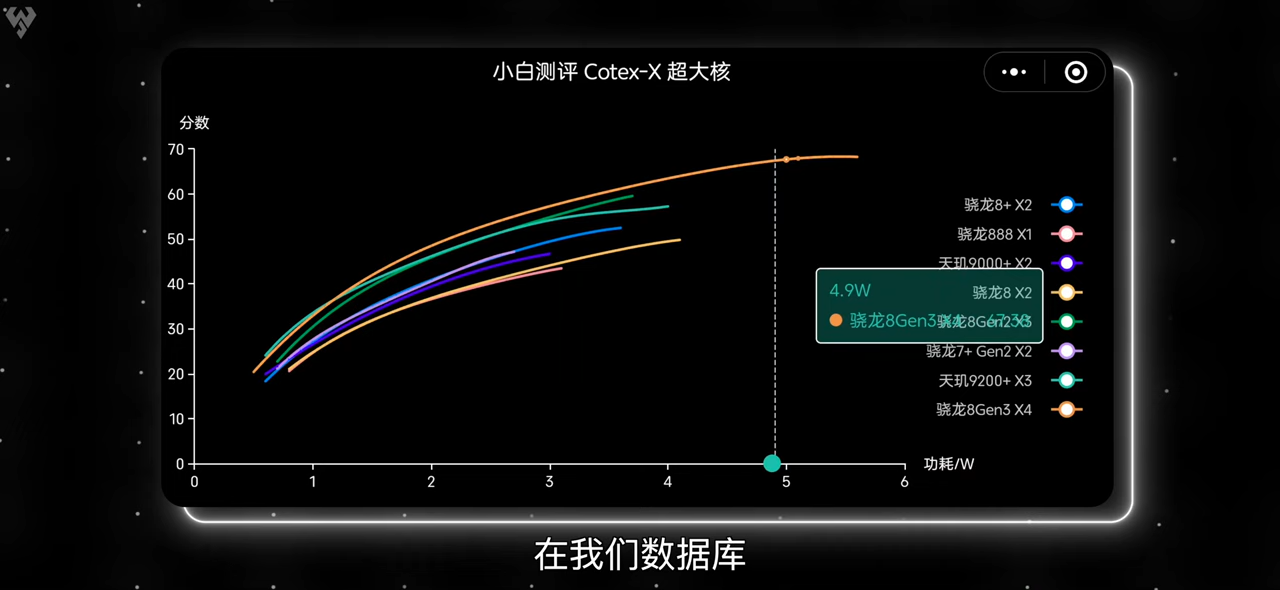 小白测评 Cotex-X 超大核
分数
70
60
50
40
30
20
10
0
0 1 2 3 4 5 6
功耗/W
骁龙8+ X2
骁龙888 X1
天玑9000+ X2
骁龙8 X2
骁龙8Gen2 X3
骁龙7+ Gen2 X2
天玑9200+ X3
骁龙8Gen3 X4
4.9W
骁龙8Gen3
在我们数据库